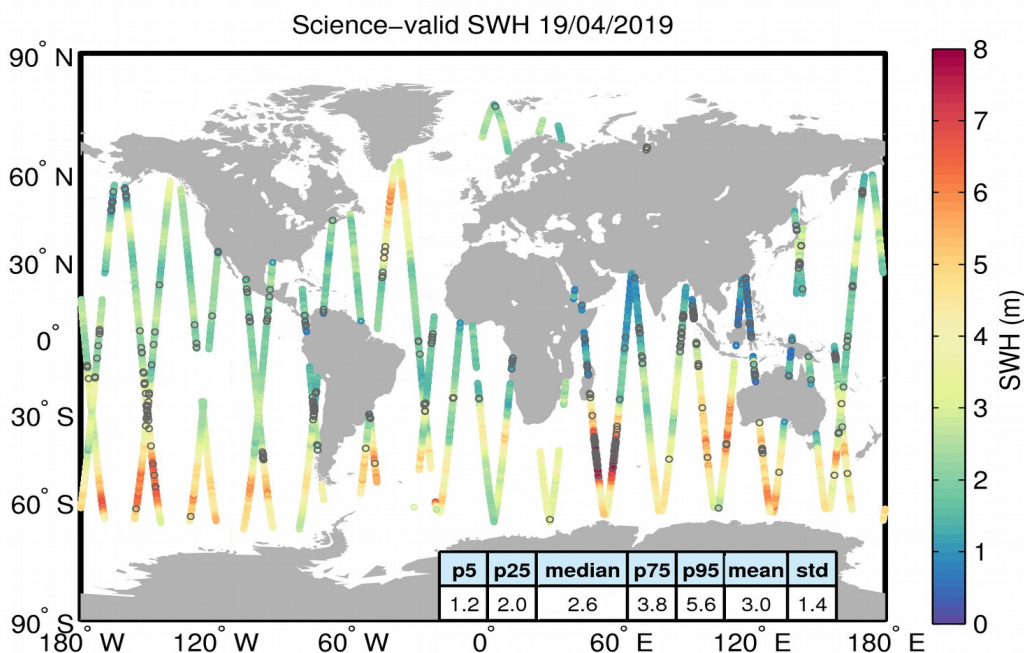 Science−valid SWH 19/04/2019
90° N
60° N
30° N
0°
30° S
60° S
90° S
180° W
120° W
60° W
0°
60° E
120° E
180° E
p5 p25 median p75 p95 mean std
1.2 2.0 2.6 3.8 5.6 3.0 1.4
8
7
6
5
4
3
2
1
0
SWH (m)